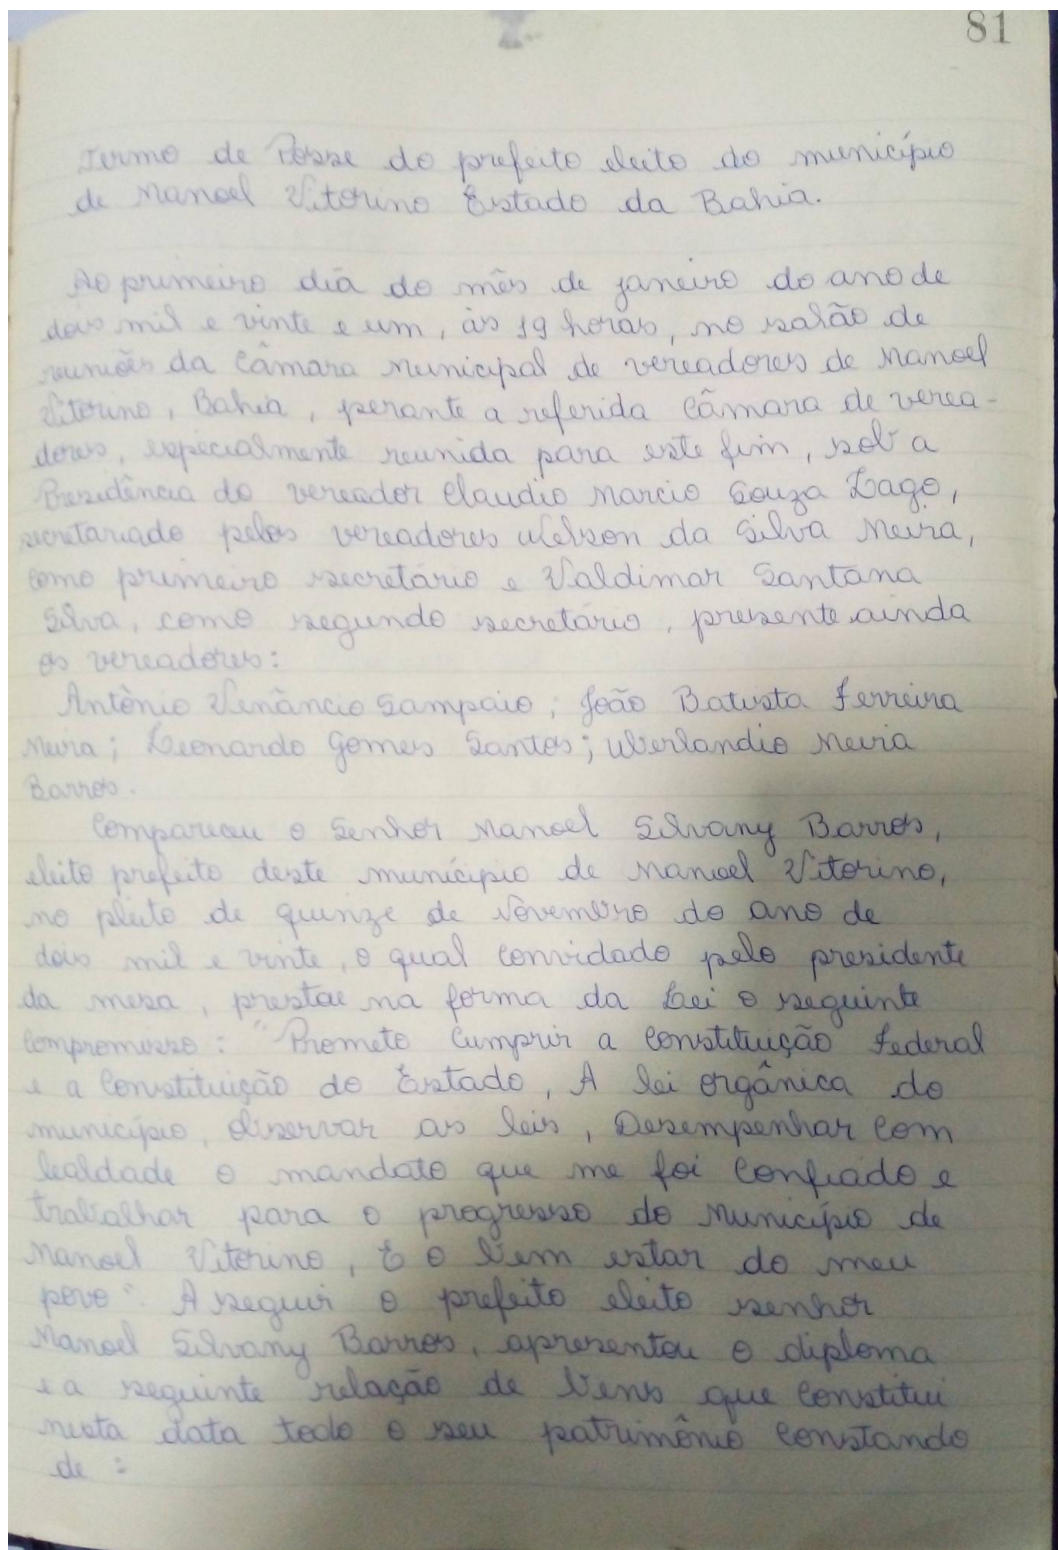 81
Termo de Posse do prefeito eleito do município
de Manoel Vitorino Estado da Bahia.
Ao primeiro dia do mês de janeiro do ano de
dois mil e vinte e um, às 19 horas, no salão de
reuniões da Câmara Municipal de vereadores de Manoel
Vitorino, Bahia, perante a referida Câmara de verea-
dores, especialmente reunida para este fim, sob a
Presidência do vereador Claudio Marcio Souza Lago,
secretariado pelos vereadores Uelson da Silva Meira,
como primeiro secretário e Valdimar Santana
Silva, como segundo secretário, presente ainda
os vereadores:
Antônio Venâncio Sampaio; João Batista Ferreira
Meira; Leonardo Gomes Santos; Uberlandio Meira
Barros.
Compareceu o Senhor Manoel Silvany Barros,
eleito prefeito deste município de Manoel Vitorino,
no pleito de quinze de Novembro do ano de
dois mil e vinte, o qual convidado pelo presidente
da mesa, prestou na forma da Lei o seguinte
compromisso: "Prometo Cumprir a Constituição Federal
e a Constituição do Estado, A lei orgânica do
município, observar as leis, Desempenhar com
lealdade o mandato que me foi confiado e
trabalhar para o progresso do Município de
Manoel Vitorino, E o bem estar do meu
povo". A seguir o prefeito eleito senhor
Manoel Silvany Barros, apresentou o diploma
e a seguinte relação de bens que constitui
nesta data todo o seu patrimônio constando
de :